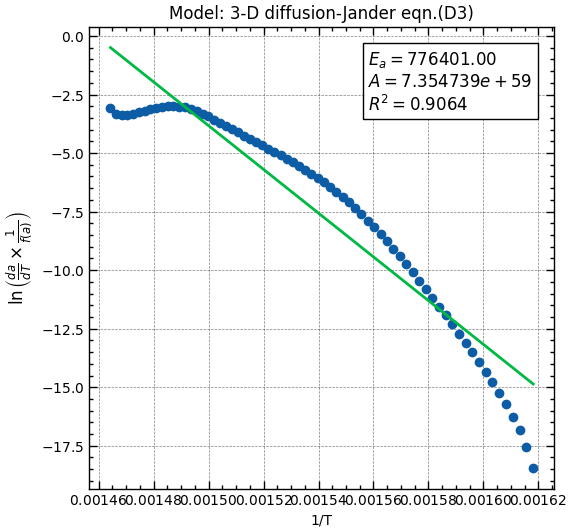 Model: 3-D diffusion-Jander eqn.(D3)
E_a = 776401.00
A = 7.354739e + 59
R^2 = 0.9064
0.0
−2.5
−5.0
−7.5
−10.0
−12.5
−15.0
−17.5
ln (da/dT × 1/f(a))
0.00146 0.00148 0.00150 0.00152 0.00154 0.00156 0.00158 0.00160 0.00162
1/T